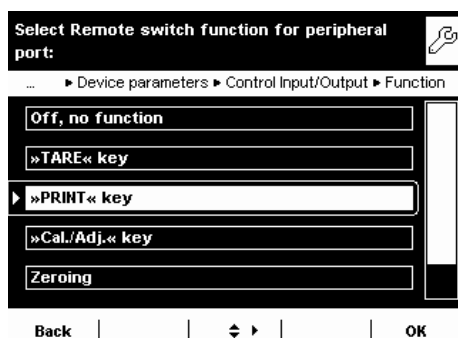 Select Remote switch function for peripheral
port:
... ▸ Device parameters ▸ Control Input/Output ▸ Function
Off, no function
»TARE« key
»PRINT« key
»Cal./Adj.« key
Zeroing
Back
OK